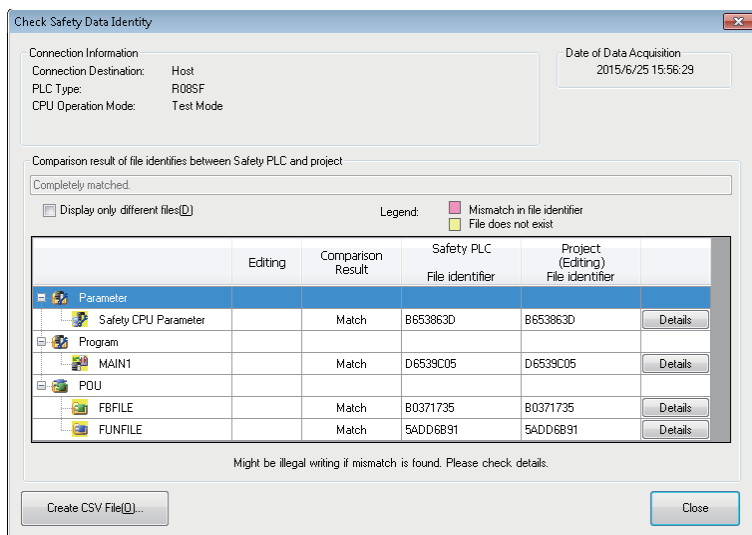 Check Safety Data Identity
Connection Information
Connection Destination: Host
PLC Type: R08SF
CPU Operation Mode: Test Mode
Date of Data Acquisition
2015/6/25 15:56:29
Comparison result of file identifies between Safety PLC and project
Completely matched.
Display only different files(D)
Legend:
Mismatch in file identifier
File does not exist
Editing
Comparison
Result
Safety PLC
File identifier
Project
(Editing)
File identifier
Parameter
Safety CPU Parameter Match B653863D B653863D Details
Program
MAIN1 Match D6539C05 D6539C05 Details
POU
FBFILE Match B0371735 B0371735 Details
FUNFILE Match 5ADD6B91 5ADD6B91 Details
Might be illegal writing if mismatch is found. Please check details.
Create CSV File(O)...
Close